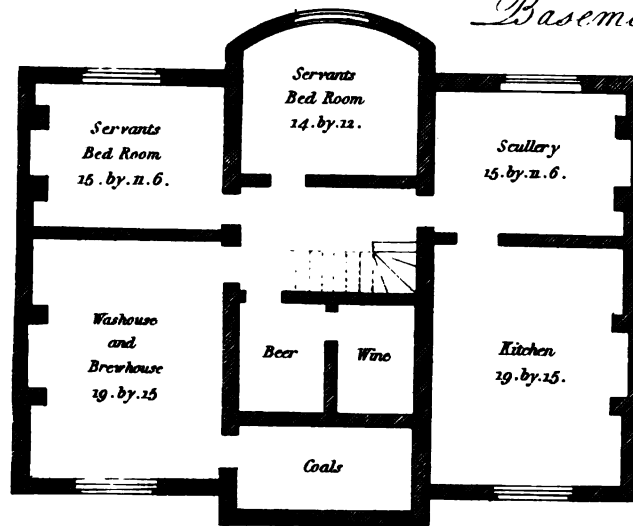 Basem
Servants
Bed Room
14.by.12.
Servants
Bed Room
15.by.11.6.
Scullery
15.by.11.6.
Washouse
and
Brewhouse
19.by.15
Beer
Wine
Kitchen
19.by.15.
Coals